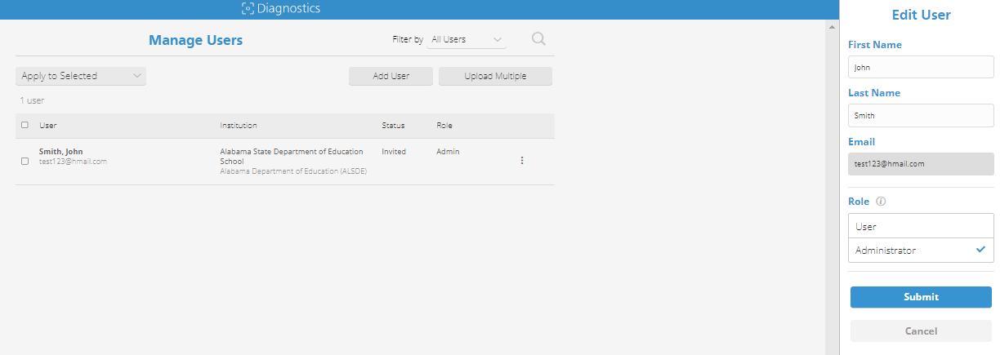 Diagnostics
Manage Users
Filter by All Users
Apply to Selected
Add User
Upload Multiple
1 user
User Institution Status Role
Smith, John
test123@hmail.com
Alabama State Department of Education
School
Alabama Department of Education (ALSDE)
Invited
Admin
Edit User
First Name
John
Last Name
Smith
Email
test123@hmail.com
Role i
User
Administrator
Submit
Cancel